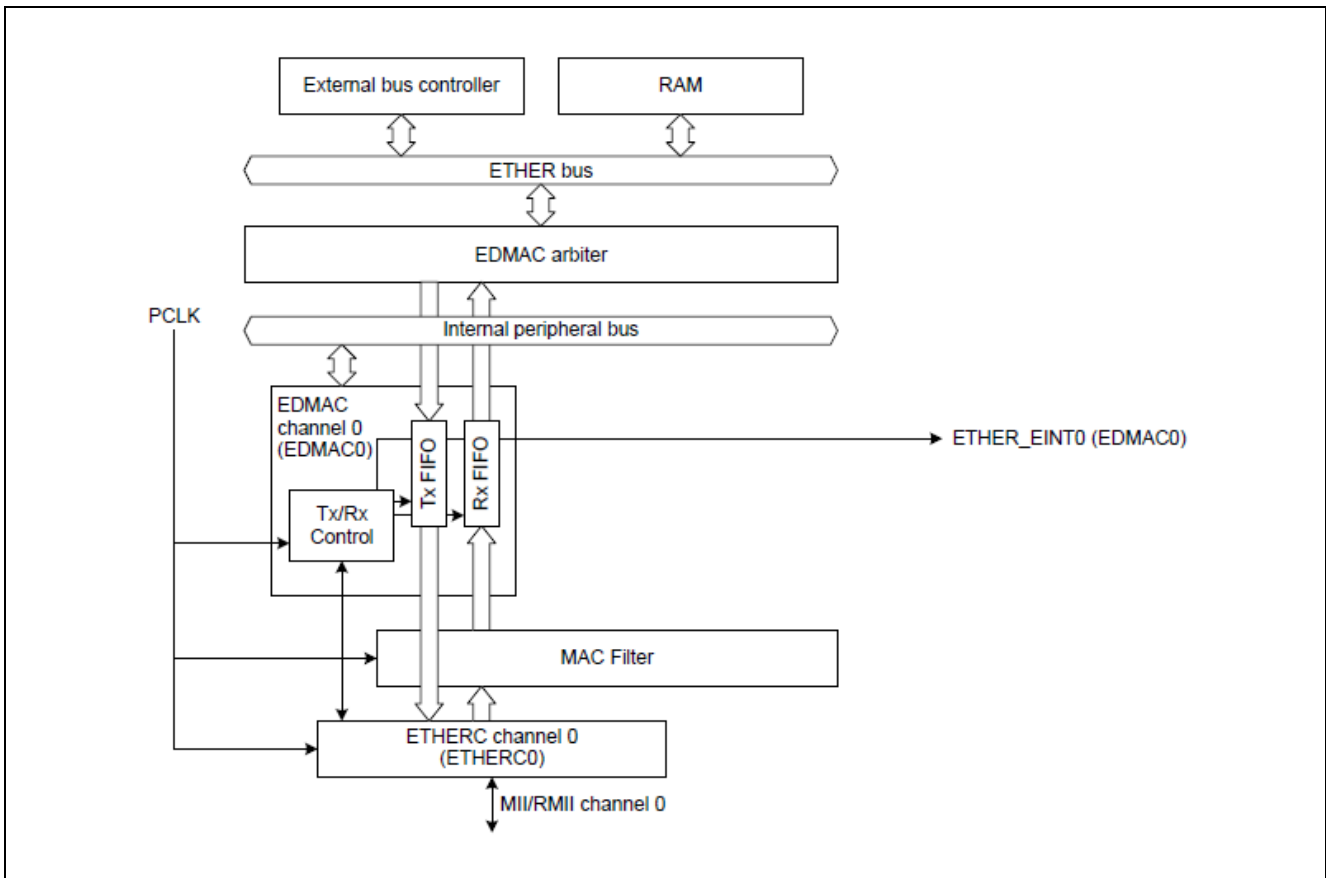 External bus controller
RAM
ETHER bus
EDMAC arbiter
PCLK
Internal peripheral bus
EDMAC
channel 0
(EDMAC0)
Tx FIFO
Rx FIFO
ETHER_EINT0 (EDMAC0)
Tx/Rx
Control
MAC Filter
ETHERC channel 0
(ETHERC0)
MII/RMII channel 0